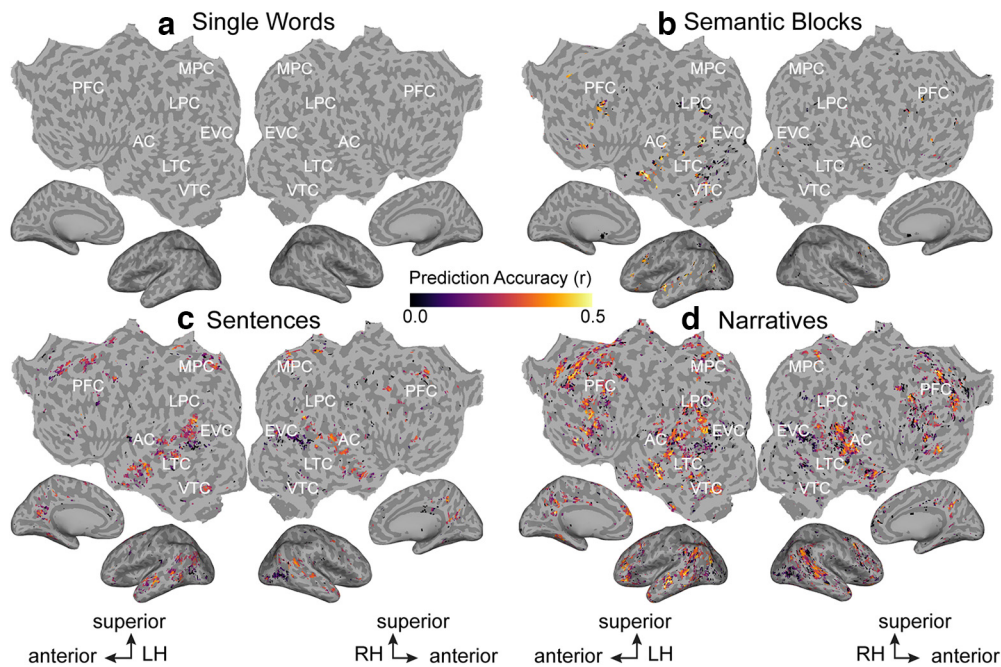 a Single Words
MPC
PFC
LPC
EVC
AC
LTC
VTC
MPC
PFC
LPC
EVC
AC
LTC
VTC
b Semantic Blocks
MPC
PFC
LPC
EVC
AC
LTC
VTC
MPC
PFC
LPC
EVC
AC
LTC
VTC
Prediction Accuracy (r)
0.0 0.5
c Sentences
MPC
PFC
LPC
EVC
AC
LTC
VTC
MPC
PFC
LPC
EVC
AC
LTC
VTC
d Narratives
MPC
PFC
LPC
EVC
AC
LTC
VTC
MPC
PFC
LPC
EVC
AC
LTC
VTC
superior
anterior LH
superior
RH anterior
superior
anterior LH
superior
RH anterior